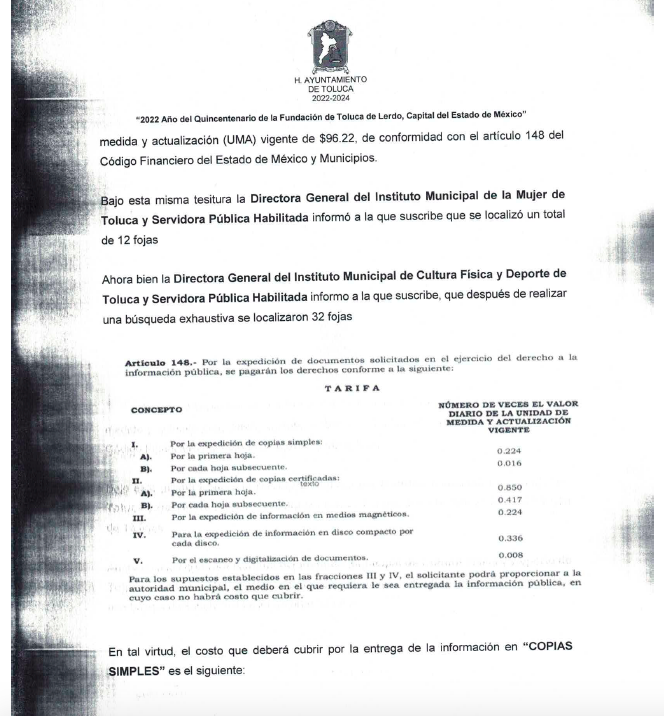 H. AYUNTAMIENTO
DE TOLUCA
2022-2024
“2022 Año del Quincentenario de la Fundación de Toluca de Lerdo, Capital del Estado de México”
medida y actualización (UMA) vigente de $96.22, de conformidad con el artículo 148 del
Código Financiero del Estado de México y Municipios.
Bajo esta misma tesitura la Directora General del Instituto Municipal de la Mujer de
Toluca y Servidora Pública Habilitada informó a la que suscribe que se localizó un total
de 12 fojas
Ahora bien la Directora General del Instituto Municipal de Cultura Física y Deporte de
Toluca y Servidora Pública Habilitada informo a la que suscribe, que después de realizar
una búsqueda exhaustiva se localizaron 32 fojas
Artículo 148.- Por la expedición de documentos solicitados en el ejercicio del derecho a la
información pública, se pagarán los derechos conforme a la siguiente:
TARIFA
CONCEPTO
NÚMERO DE VECES EL VALOR
DIARIO DE LA UNIDAD DE
MEDIDA Y ACTUALIZACIÓN
VIGENTE
I. Por la expedición de copias simples:
A). Por la primera hoja. 0.224
B). Por cada hoja subsecuente. 0.016
II. Por la expedición de copias certificadas:
texto
A). Por la primera hoja. 0.850
B). Por cada hoja subsecuente. 0.417
III. Por la expedición de información en medios magnéticos. 0.224
IV. Para la expedición de información en disco compacto por
cada disco. 0.336
V. Por el escaneo y digitalización de documentos. 0.008
Para los supuestos establecidos en las fracciones III y IV, el solicitante podrá proporcionar a la
autoridad municipal, el medio en el que requiera le sea entregada la información pública, en
cuyo caso no habrá costo que cubrir.
En tal virtud, el costo que deberá cubrir por la entrega de la información en “COPIAS
SIMPLES” es el siguiente: